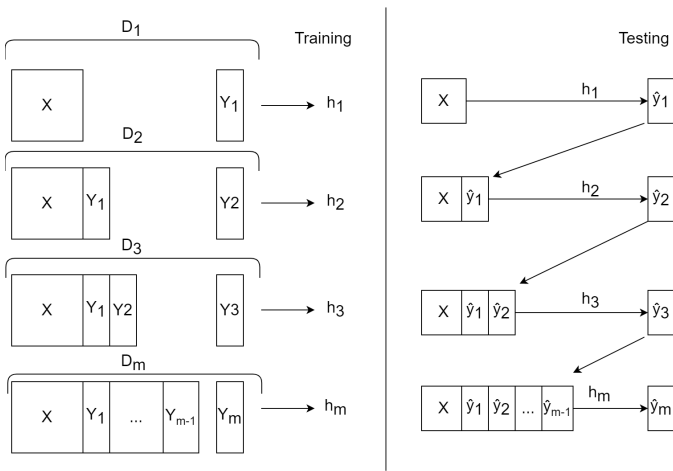 D1
Training
X Y1 h1
D2
X Y1 Y2 h2
D3
X Y1 Y2 Y3 h3
Dm
X Y1 ... Ym-1 Ym hm
Testing
X h1 ŷ1
X ŷ1 h2 ŷ2
X ŷ1 ŷ2 h3 ŷ3
X ŷ1 ŷ2 ... ŷm-1 hm ŷm